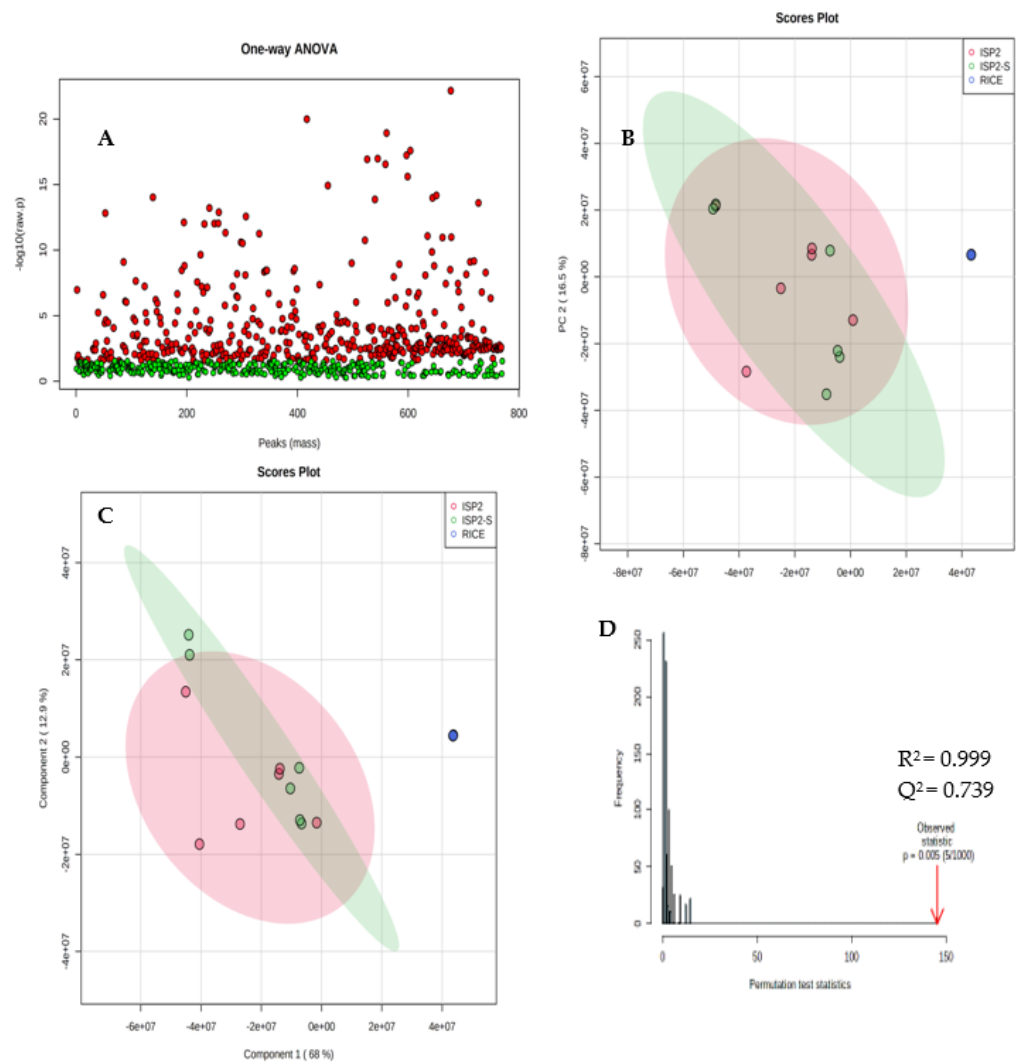 One-way ANOVA
A
-log10(raw.p)
0
5
10
15
20
0
200
400
600
800
Peaks (mass)
Scores Plot
B
ISP2
ISP2-S
RICE
PC 2 ( 16.5 %)
-8e+07
-6e+07
-4e+07
-2e+07
0e+00
2e+07
4e+07
6e+07
-8e+07
-6e+07
-4e+07
-2e+07
0e+00
2e+07
4e+07
Scores Plot
C
ISP2
ISP2-S
RICE
Component 2 ( 12.9 %)
-4e+07
-2e+07
0e+00
2e+07
4e+07
-6e+07
-4e+07
-2e+07
0e+00
2e+07
4e+07
Component 1 ( 68 %)
D
Frequency
0
50
100
150
200
250
R² = 0.999
Q² = 0.739
Observed
statistic
p = 0.005 (5/1000)
0
50
100
150
Permutation test statistics